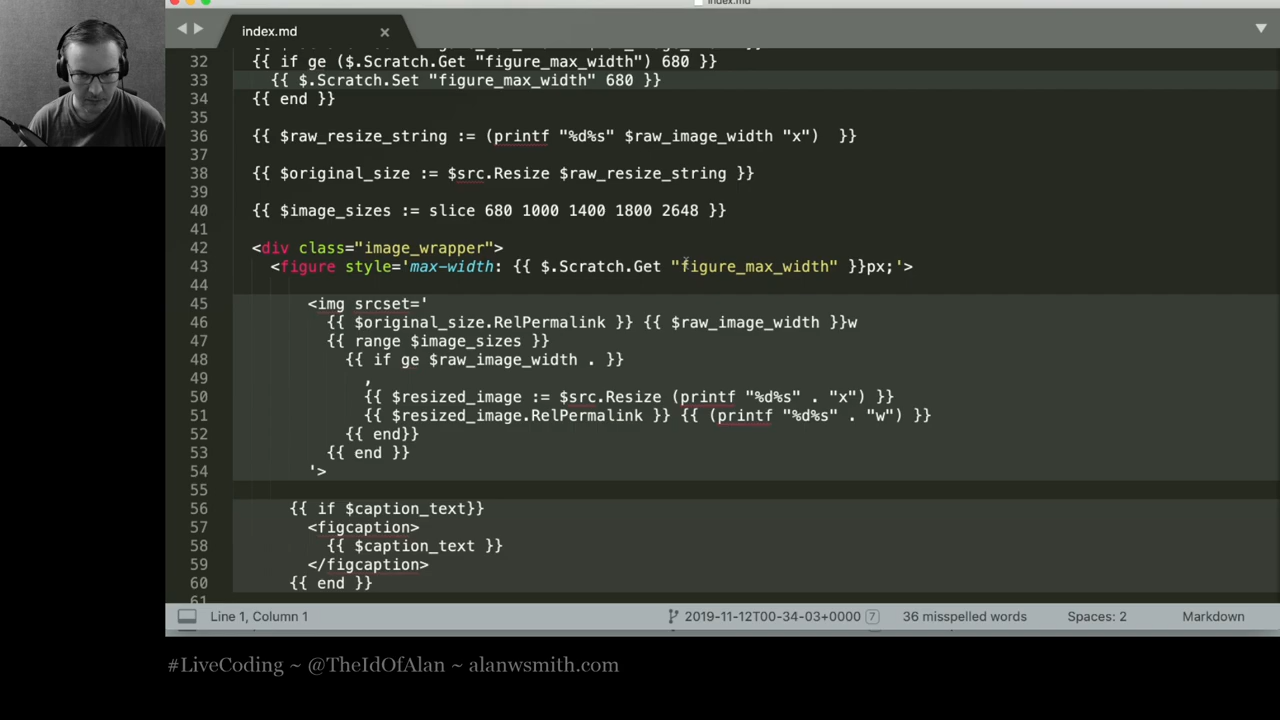 index.md
index.md
32 {{ if ge ($.Scratch.Get "figure_max_width") 680 }}
33 {{ $.Scratch.Set "figure_max_width" 680 }}
34 {{ end }}
35
36 {{ $raw_resize_string := (printf "%d%s" $raw_image_width "x")  }}
37
38 {{ $original_size := $src.Resize $raw_resize_string }}
39
40 {{ $image_sizes := slice 680 1000 1400 1800 2648 }}
41
42 <div class="image_wrapper">
43 <figure style='max-width: {{ $.Scratch.Get "figure_max_width" }}px;'>
44
45 <img srcset='
46 {{ $original_size.RelPermalink }} {{ $raw_image_width }}w
47 {{ range $image_sizes }}
48 {{ if ge $raw_image_width . }}
49 ,
50 {{ $resized_image := $src.Resize (printf "%d%s" . "x") }}
51 {{ $resized_image.RelPermalink }} {{ (printf "%d%s" . "w") }}
52 {{ end}}
53 {{ end }}
54 '>
55
56 {{ if $caption_text}}
57 <figcaption>
58 {{ $caption_text }}
59 </figcaption>
60 {{ end }}
61
Line 1, Column 1 2019-11-12T00-34-03+0000 7 36 misspelled words Spaces: 2 Markdown
#LiveCoding ~ @TheIdOfAlan ~ alanwsmith.com